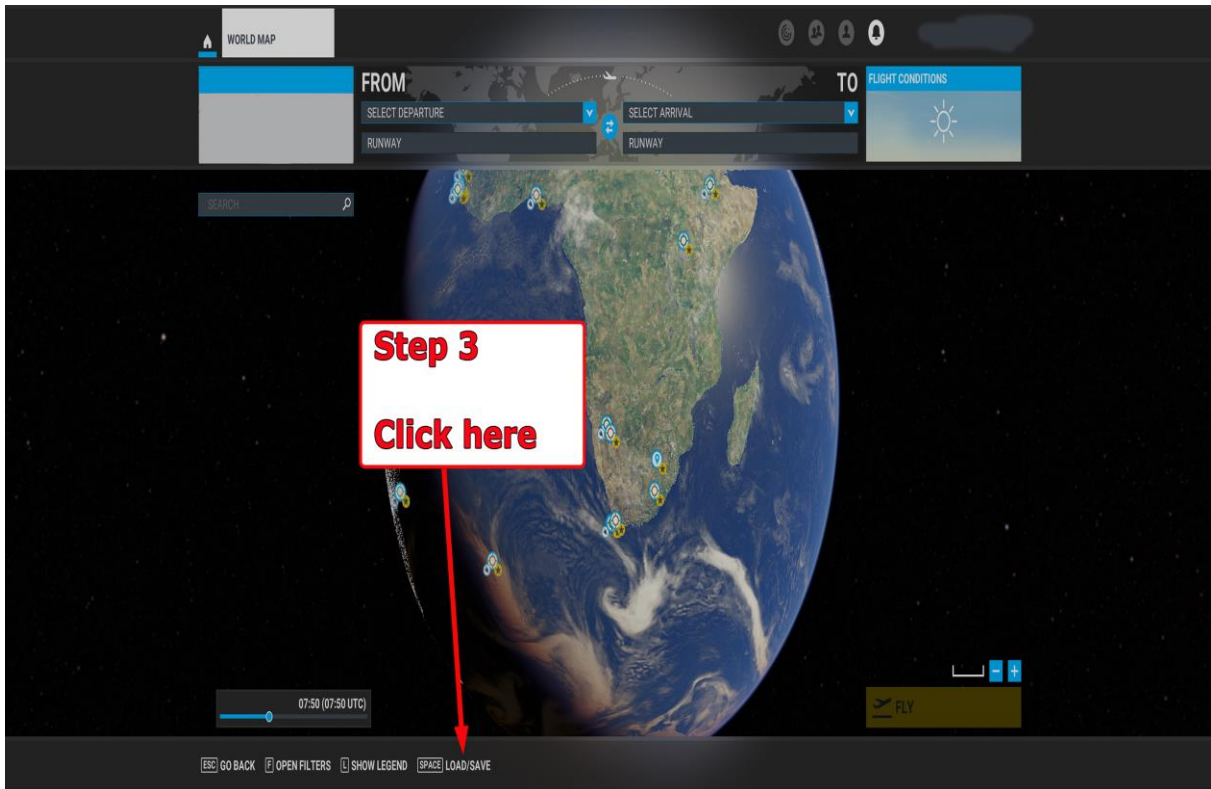 WORLD MAP
FROM
TO
FLIGHT CONDITIONS
SELECT DEPARTURE
SELECT ARRIVAL
RUNWAY
RUNWAY
SEARCH
Step 3
Click here
07:50 (07:50 UTC)
FLY
ESC GO BACK F OPEN FILTERS L SHOW LEGEND SPACE LOAD/SAVE